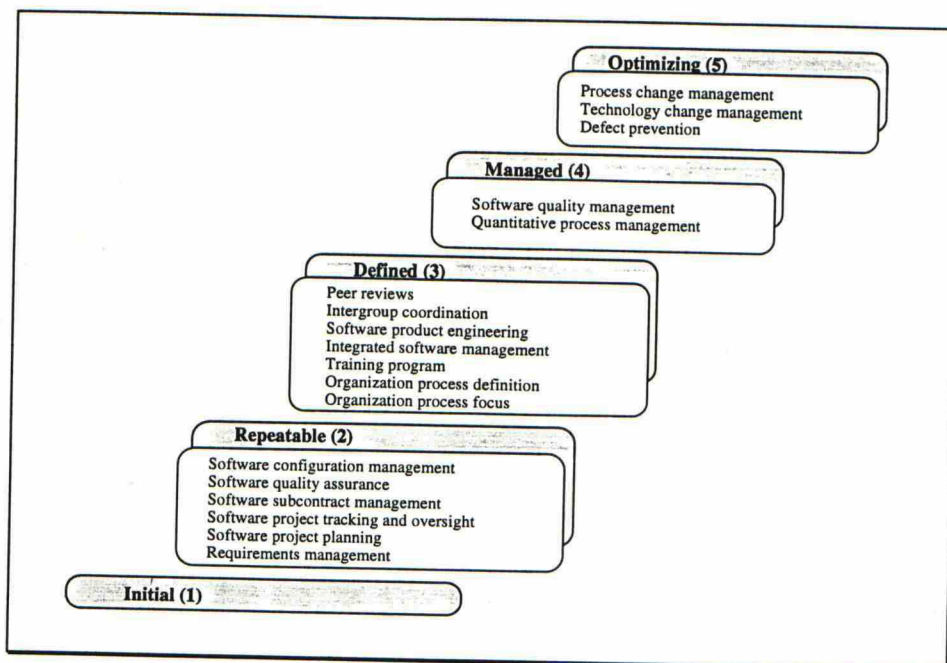 Optimizing (5)
Process change management
Technology change management
Defect prevention
Managed (4)
Software quality management
Quantitative process management
Defined (3)
Peer reviews
Intergroup coordination
Software product engineering
Integrated software management
Training program
Organization process definition
Organization process focus
Repeatable (2)
Software configuration management
Software quality assurance
Software subcontract management
Software project tracking and oversight
Software project planning
Requirements management
Initial (1)